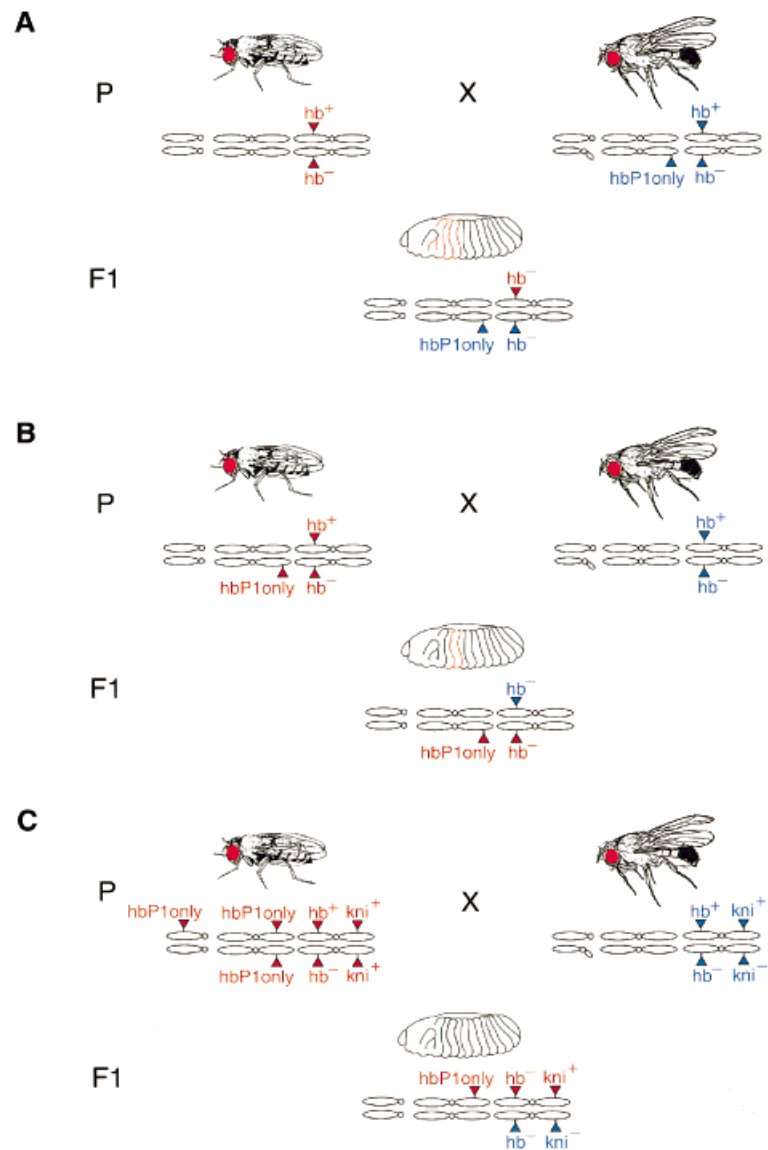 A
P
X
hb+
hb+
hb−
hbP1only hb−
F1
hb−
hbP1only hb−
B
P
X
hb+
hb+
hbP1only hb−
hb−
F1
hb−
hbP1only hb−
C
P
X
hbP1only hbP1only hb+ kni+
hb+ kni+
hbP1only hb− kni+
hb− kni−
F1
hbP1only hb− kni+
hb− kni−